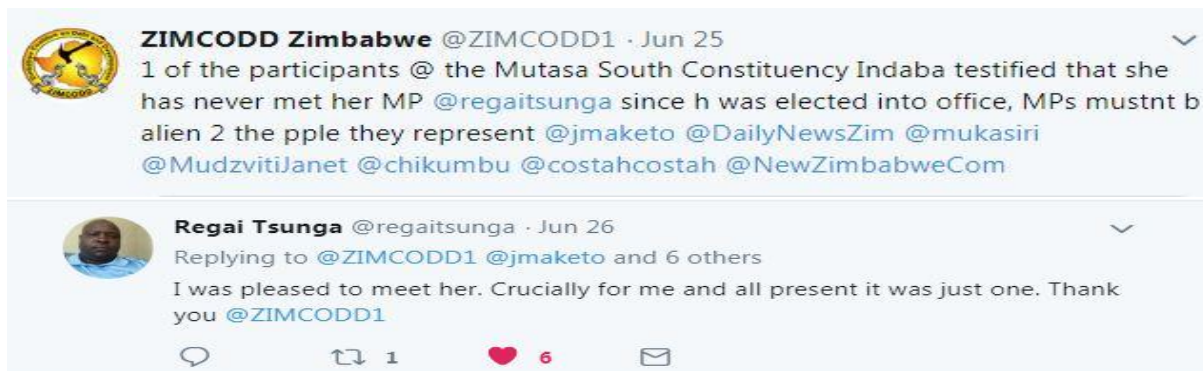 ZIMCODD Zimbabwe @ZIMCODD1 · Jun 25
1 of the participants @ the Mutasa South Constituency Indaba testified that she
has never met her MP @regaitsunga since h was elected into office, MPs mustnt b
alien 2 the pple they represent @jmaketo @DailyNewsZim @mukasiri
@MudzvitiJanet @chikumbu @costahcostah @NewZimbabweCom
Regai Tsunga @regaitsunga · Jun 26
Replying to @ZIMCODD1 @jmaketo and 6 others
I was pleased to meet her. Crucially for me and all present it was just one. Thank
you @ZIMCODD1
1 6